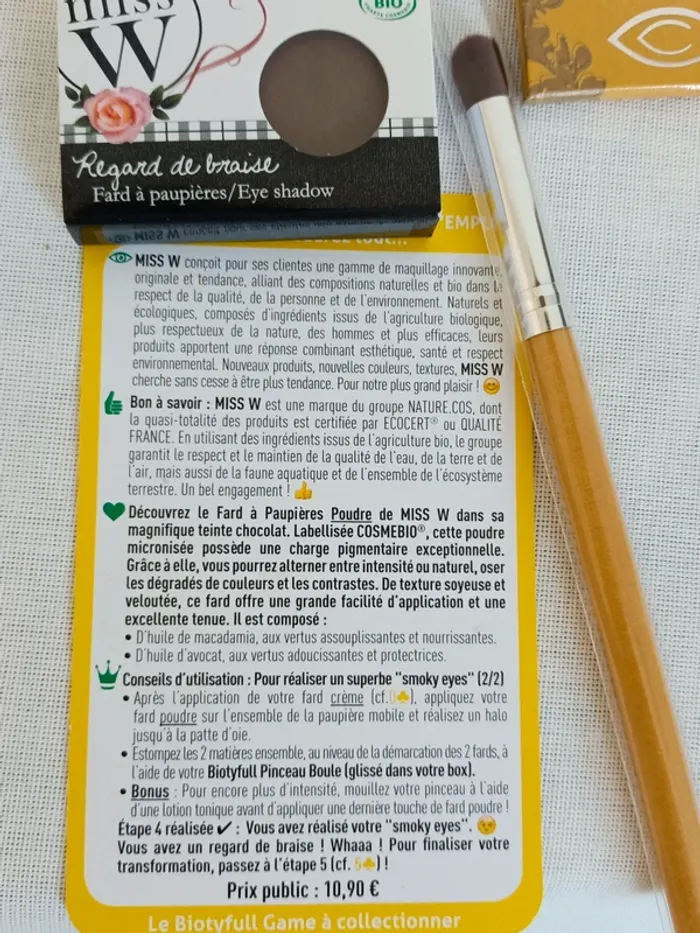 miss
W
BIO
Regard de braise
Fard à paupières/Eye shadow
MISS W conçoit pour ses clientes une gamme de maquillage innovante,
originale et tendance, alliant des compositions naturelles et bio dans le
respect de la qualité, de la personne et de l'environnement. Naturels et
écologiques, composés d'ingrédients issus de l'agriculture biologique,
plus respectueux de la nature, des hommes et plus efficaces, leurs
produits apportent une réponse combinant esthétique, santé et respect
environnemental. Nouveaux produits, nouvelles couleurs, textures, MISS W
cherche sans cesse à être plus tendance. Pour notre plus grand plaisir !
Bon à savoir : MISS W est une marque du groupe NATURE.COS, dont
la quasi-totalité des produits est certifiée par ECOCERT® ou QUALITÉ
FRANCE. En utilisant des ingrédients issus de l'agriculture bio, le groupe
garantit le respect et le maintien de la qualité de l'eau, de la terre et de
l'air, mais aussi de la faune aquatique et de l'ensemble de l'écosystème
terrestre. Un bel engagement !
Découvrez le Fard à Paupières Poudre de MISS W dans sa
magnifique teinte chocolat. Labellisée COSMEBIO®, cette poudre
micronisée possède une charge pigmentaire exceptionnelle.
Grâce à elle, vous pourrez alterner entre intensité ou naturel, oser
les dégradés de couleurs et les contrastes. De texture soyeuse et
veloutée, ce fard offre une grande facilité d'application et une
excellente tenue. Il est composé :
• D'huile de macadamia, aux vertus assouplissantes et nourrissantes.
• D'huile d'avocat, aux vertus adoucissantes et protectrices.
Conseils d'utilisation : Pour réaliser un superbe "smoky eyes" (2/2)
• Après l'application de votre fard crème (cf. ♣), appliquez votre
fard poudre sur l'ensemble de la paupière mobile et réalisez un halo
jusqu'à la patte d'oie.
• Estompez les 2 matières ensemble, au niveau de la démarcation des 2 fards, à
l'aide de votre Biotyfull Pinceau Boule (glissé dans votre box).
• Bonus : Pour encore plus d'intensité, mouillez votre pinceau à l'aide
d'une lotion tonique avant d'appliquer une dernière touche de fard poudre !
Étape 4 réalisée ✔ : Vous avez réalisé votre "smoky eyes".
Vous avez un regard de braise ! Whaaa ! Pour finaliser votre
transformation, passez à l'étape 5 (cf. 5♣) !
Prix public : 10,90 €
Le Biotyfull Game à collectionner